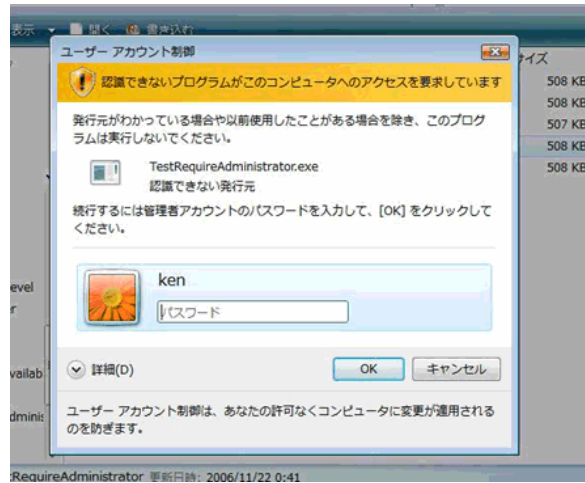 表示 開く 書き込む
ユーザー アカウント制御
サイズ
認識できないプログラムがこのコンピュータへのアクセスを要求しています
508 KB
508 KB
507 KB
508 KB
508 KB
発行元がわかっている場合や以前使用したことがある場合を除き、このプログ
ラムは実行しないでください。
TestRequireAdministrator.exe
認識できない発行元
続行するには管理者アカウントのパスワードを入力して、[OK] をクリックして
ください。
ken
パスワード
evel
r
vailab
dminis
詳細(D)
OK
キャンセル
ユーザー アカウント制御は、あなたの許可なくコンピュータに変更が適用される
のを防ぎます。
tRequireAdministrator 更新日時: 2006/11/22 0:41